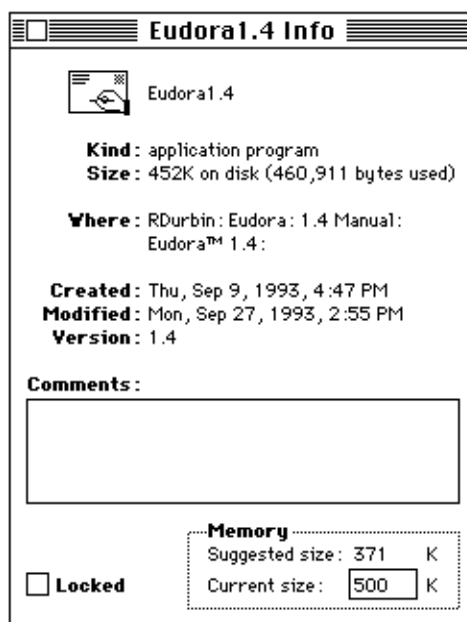 Eudora1.4 Info
Eudora1.4
Kind: application program
Size: 452K on disk (460,911 bytes used)
Where: RDurbin: Eudora: 1.4 Manual:
Eudora™ 1.4:
Created: Thu, Sep 9, 1993, 4:47 PM
Modified: Mon, Sep 27, 1993, 2:55 PM
Version: 1.4
Comments:
Memory
Suggested size: 371 K
Locked
Current size: 500 K